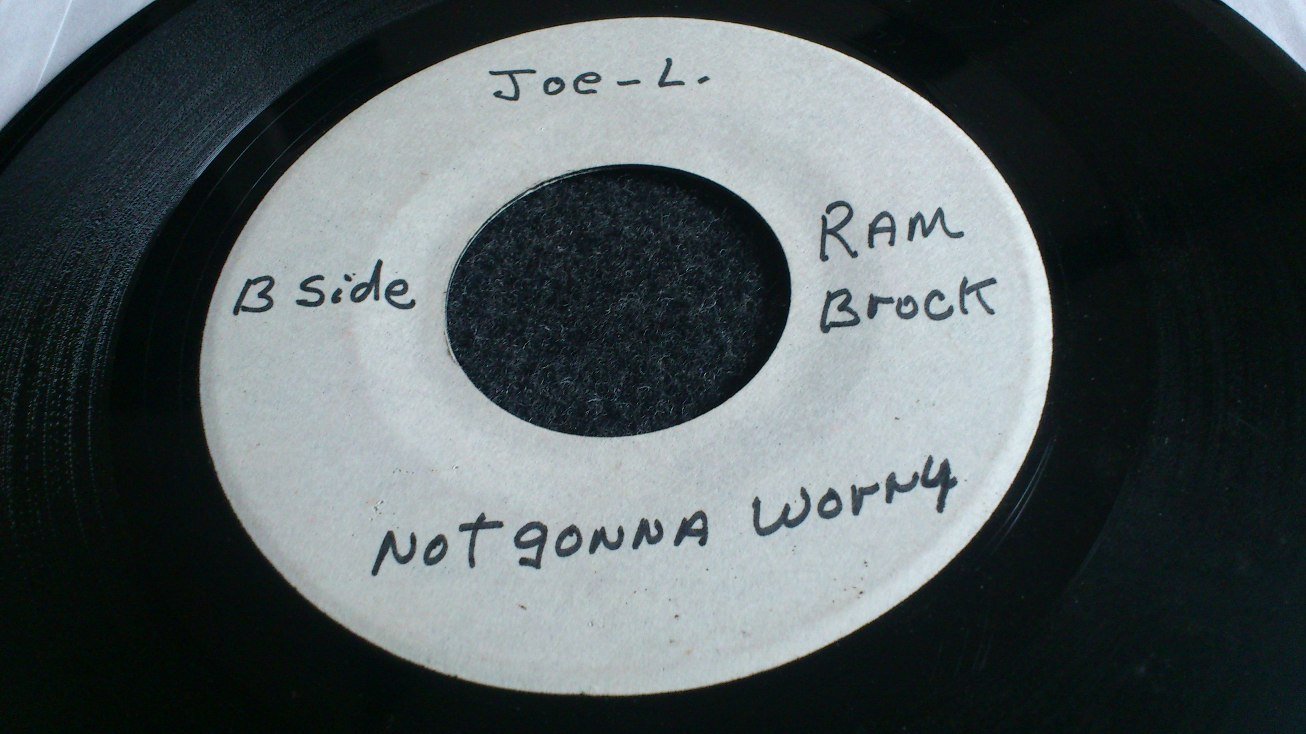 Joe-L.
B side
RAM
Brock
Not gonna Worry